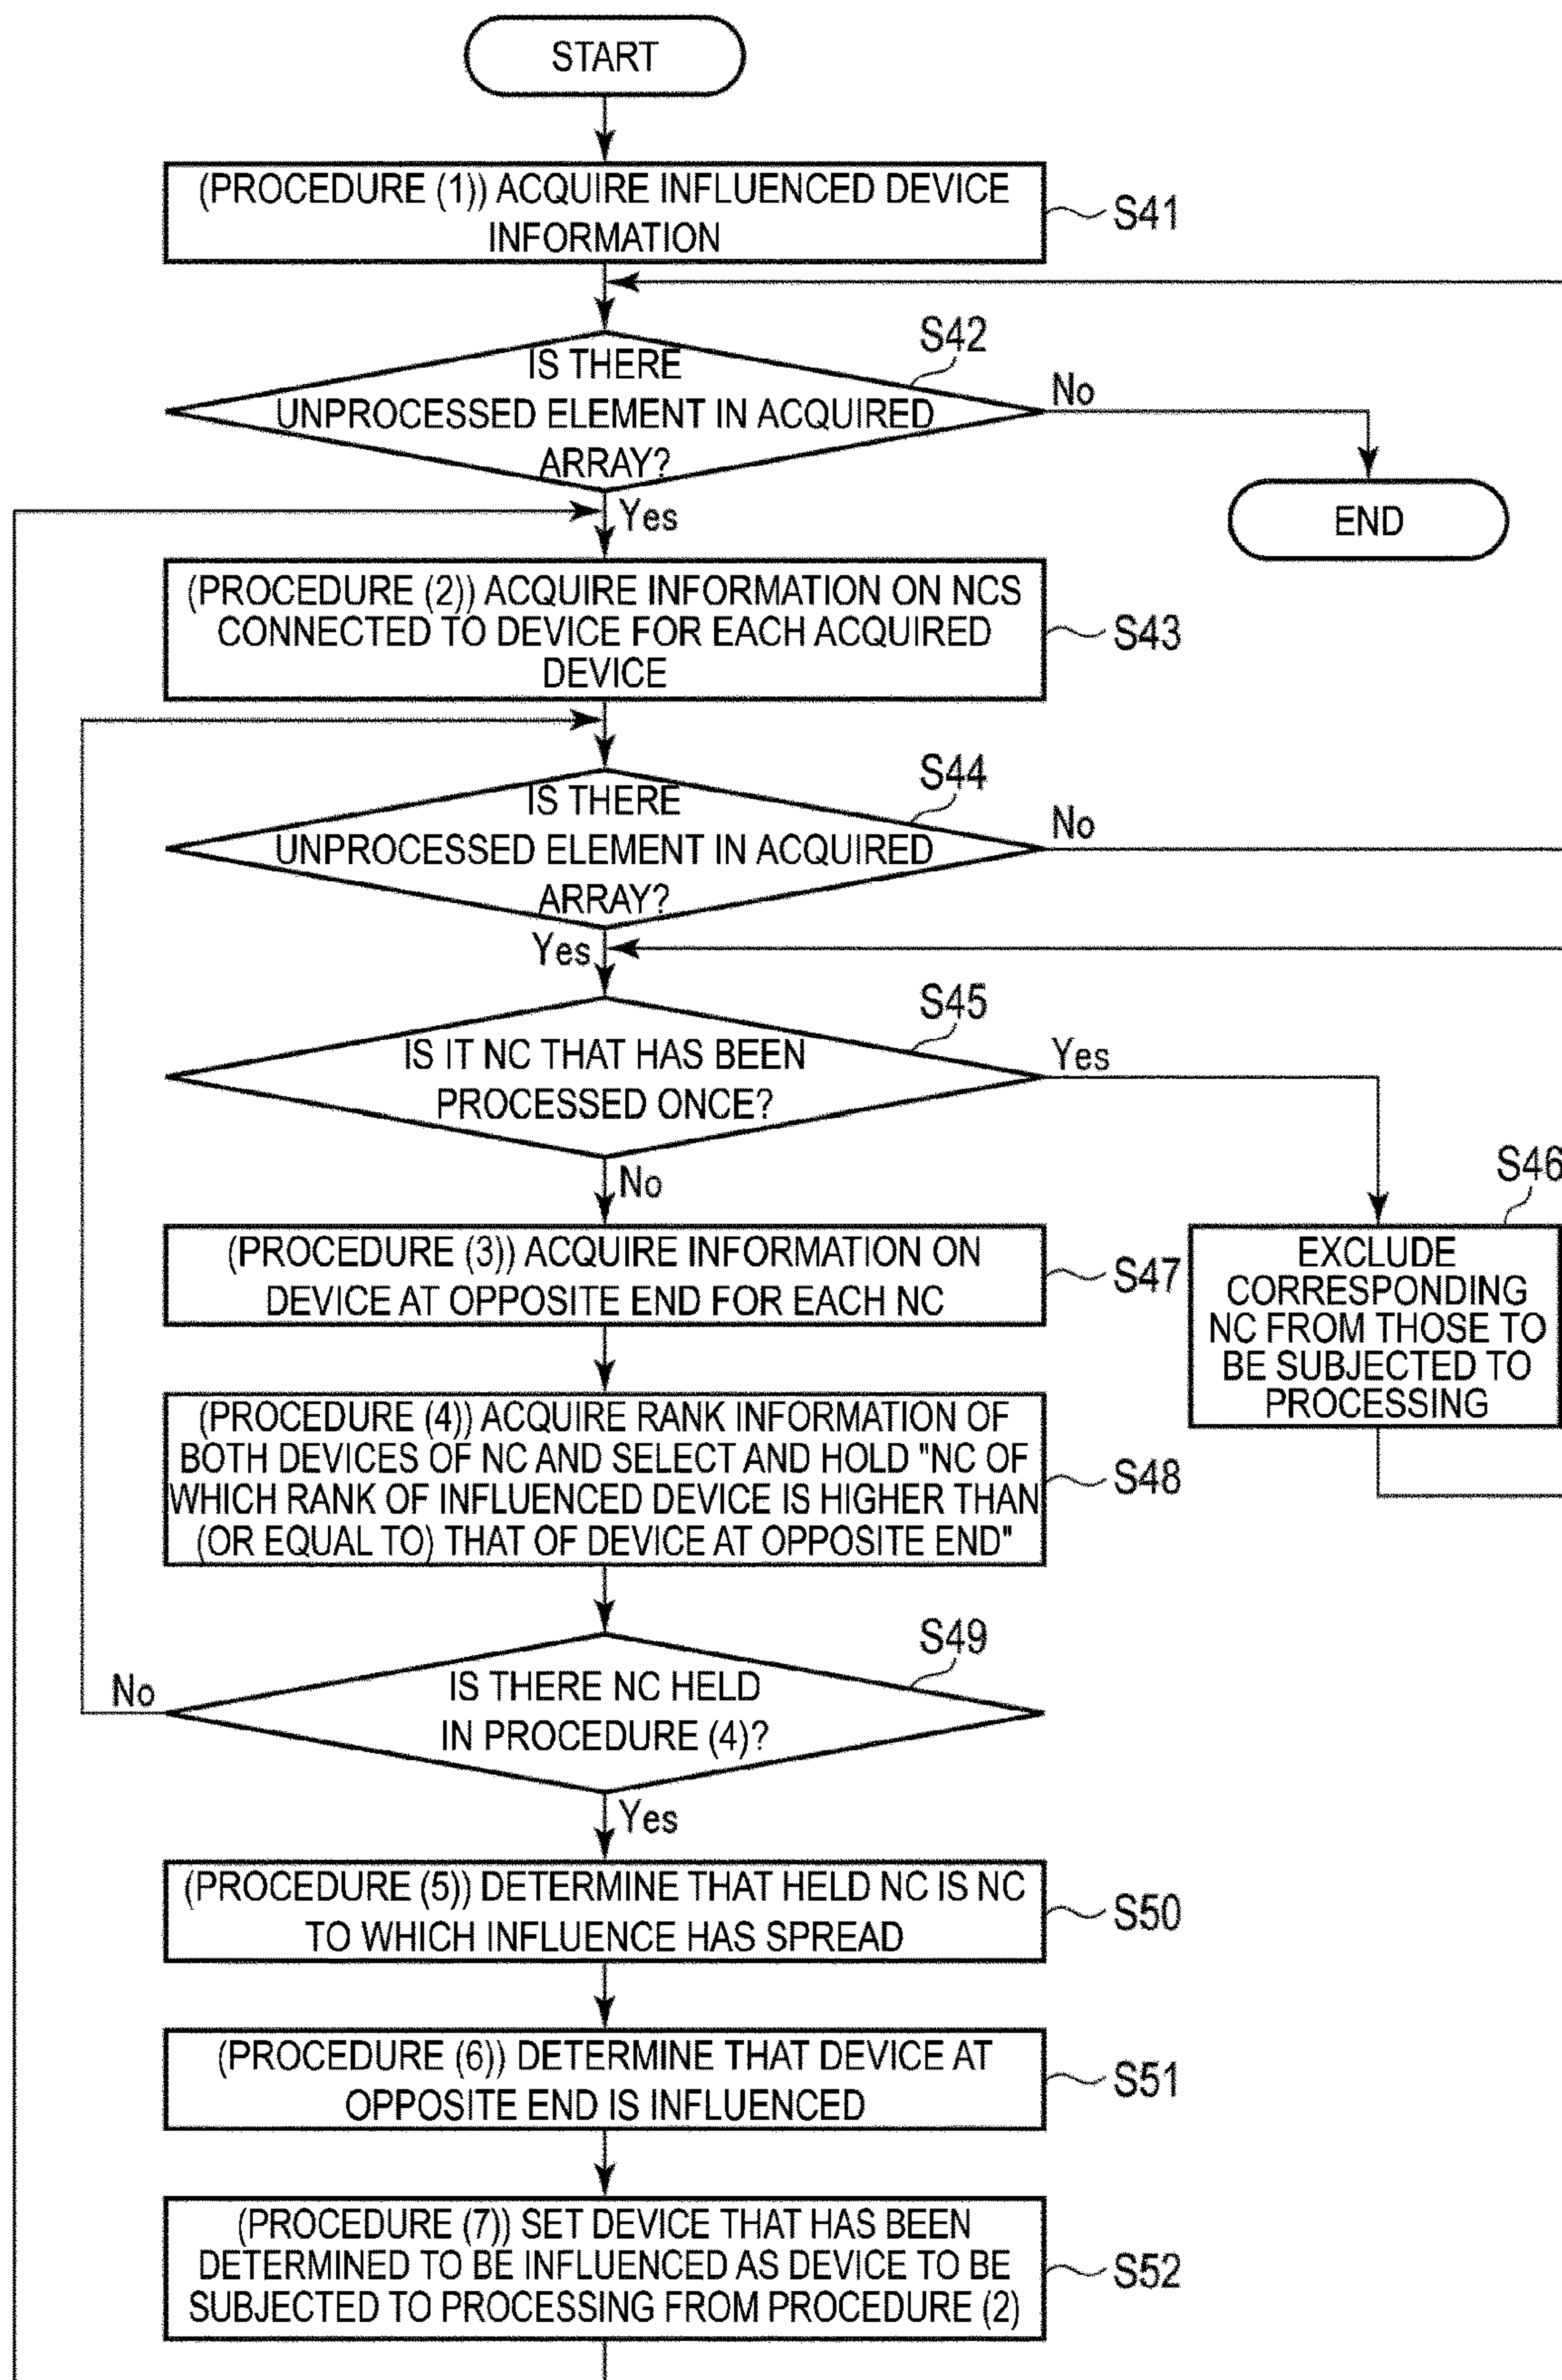 START
(PROCEDURE (1)) ACQUIRE INFLUENCED DEVICE
INFORMATION
S41
S42
IS THERE
UNPROCESSED ELEMENT IN ACQUIRED
ARRAY?
No
Yes
END
(PROCEDURE (2)) ACQUIRE INFORMATION ON NCS
CONNECTED TO DEVICE FOR EACH ACQUIRED
DEVICE
S43
S44
IS THERE
UNPROCESSED ELEMENT IN ACQUIRED
ARRAY?
No
Yes
S45
IS IT NC THAT HAS BEEN
PROCESSED ONCE?
Yes
No
S46
EXCLUDE
CORRESPONDING
NC FROM THOSE TO
BE SUBJECTED TO
PROCESSING
(PROCEDURE (3)) ACQUIRE INFORMATION ON
DEVICE AT OPPOSITE END FOR EACH NC
S47
(PROCEDURE (4)) ACQUIRE RANK INFORMATION OF
BOTH DEVICES OF NC AND SELECT AND HOLD "NC OF
WHICH RANK OF INFLUENCED DEVICE IS HIGHER THAN
(OR EQUAL TO) THAT OF DEVICE AT OPPOSITE END"
S48
S49
IS THERE NC HELD
IN PROCEDURE (4)?
No
Yes
(PROCEDURE (5)) DETERMINE THAT HELD NC IS NC
TO WHICH INFLUENCE HAS SPREAD
S50
(PROCEDURE (6)) DETERMINE THAT DEVICE AT
OPPOSITE END IS INFLUENCED
S51
(PROCEDURE (7)) SET DEVICE THAT HAS BEEN
DETERMINED TO BE INFLUENCED AS DEVICE TO BE
SUBJECTED TO PROCESSING FROM PROCEDURE (2)
S52